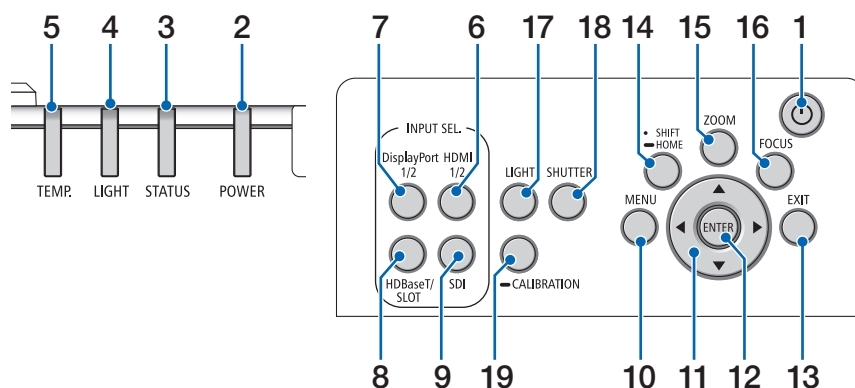 5 4 3 2 7 6 17 18 14 15 16 1
INPUT SEL.
DisplayPort HDMI
1/2 1/2
LIGHT SHUTTER
• SHIFT
━ HOME
ZOOM
FOCUS
TEMP. LIGHT STATUS POWER
MENU ENTER EXIT
HDBaseT/ SDI
SLOT
━ CALIBRATION
8 9 19 10 11 12 13